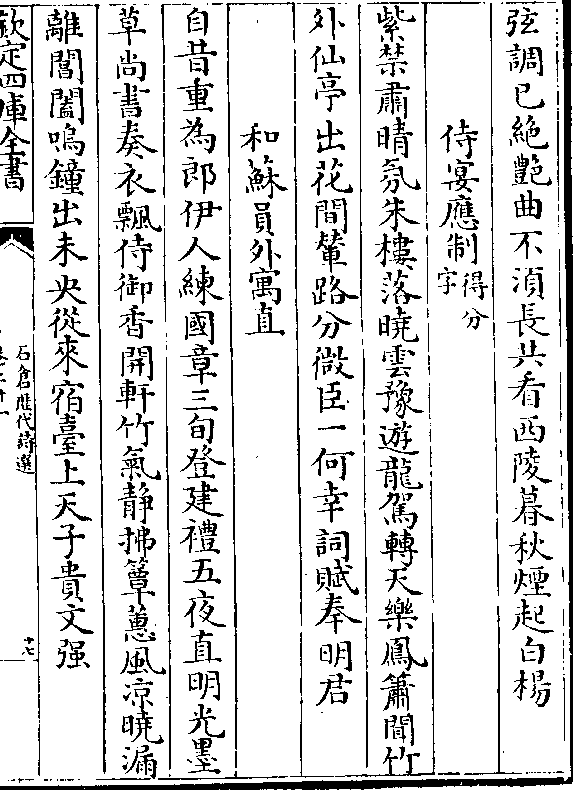 弦調已絶艶曲不湏長共看西陵暮秋煙起白楊
侍宴應制得分字
紫禁肅晴氛朱樓落曉雲豫遊龍駕轉天樂鳳簫聞竹
外仙亭出花間輦路分微臣一何幸詞賦奉明君
和蘇員外寓直
自昔重為郎伊人練國章三旬登建禮五夜直明光墨
草尚書奏衣飄侍御香開軒竹氣静拂簟蕙風凉曉漏
離閶闔鳴鐘出未央從來宿臺上天子貴文强
欽定四庫全書
石倉歴代詩選
十七